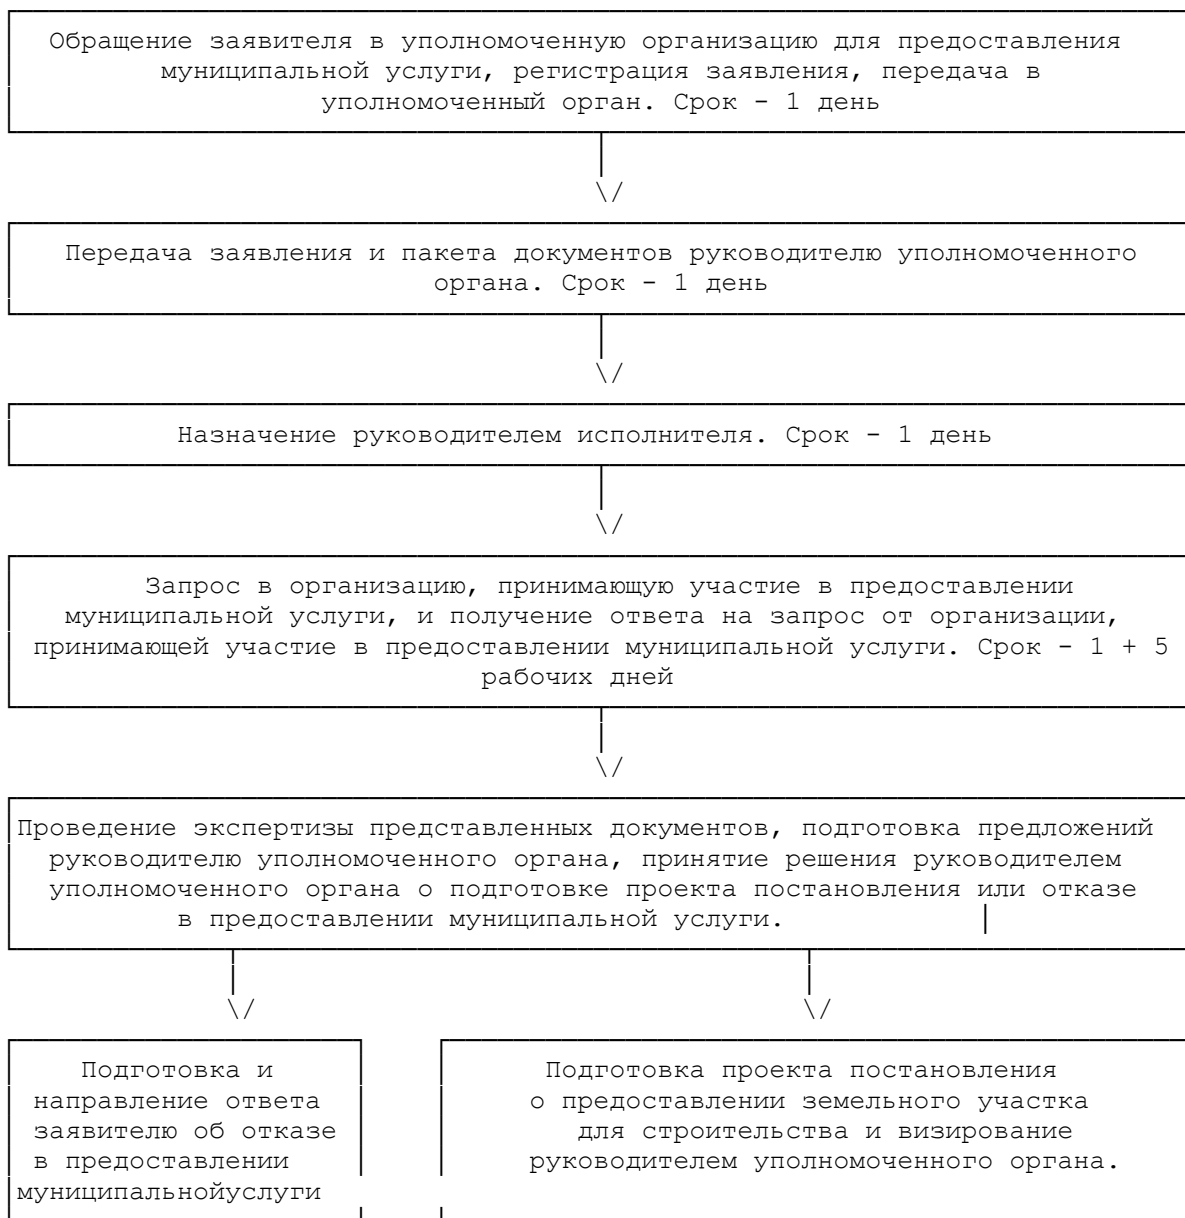 Обращение заявителя в уполномоченную организацию для предоставления
муниципальной услуги, регистрация заявления, передача в
уполномоченный орган. Срок - 1 день
\/
Передача заявления и пакета документов руководителю уполномоченного
органа. Срок - 1 день
\/
Назначение руководителем исполнителя. Срок - 1 день
\/
Запрос в организацию, принимающую участие в предоставлении
муниципальной услуги, и получение ответа на запрос от организации,
принимающей участие в предоставлении муниципальной услуги. Срок - 1 + 5
рабочих дней
\/
Проведение экспертизы представленных документов, подготовка предложений
руководителю уполномоченного органа, принятие решения руководителем
уполномоченного органа о подготовке проекта постановления или отказе
в предоставлении муниципальной услуги.
\/ \/
Подготовка и
направление ответа
заявителю об отказе
в предоставлении
муниципальнойуслуги
Подготовка проекта постановления
о предоставлении земельного участка
для строительства и визирование
руководителем уполномоченного органа.